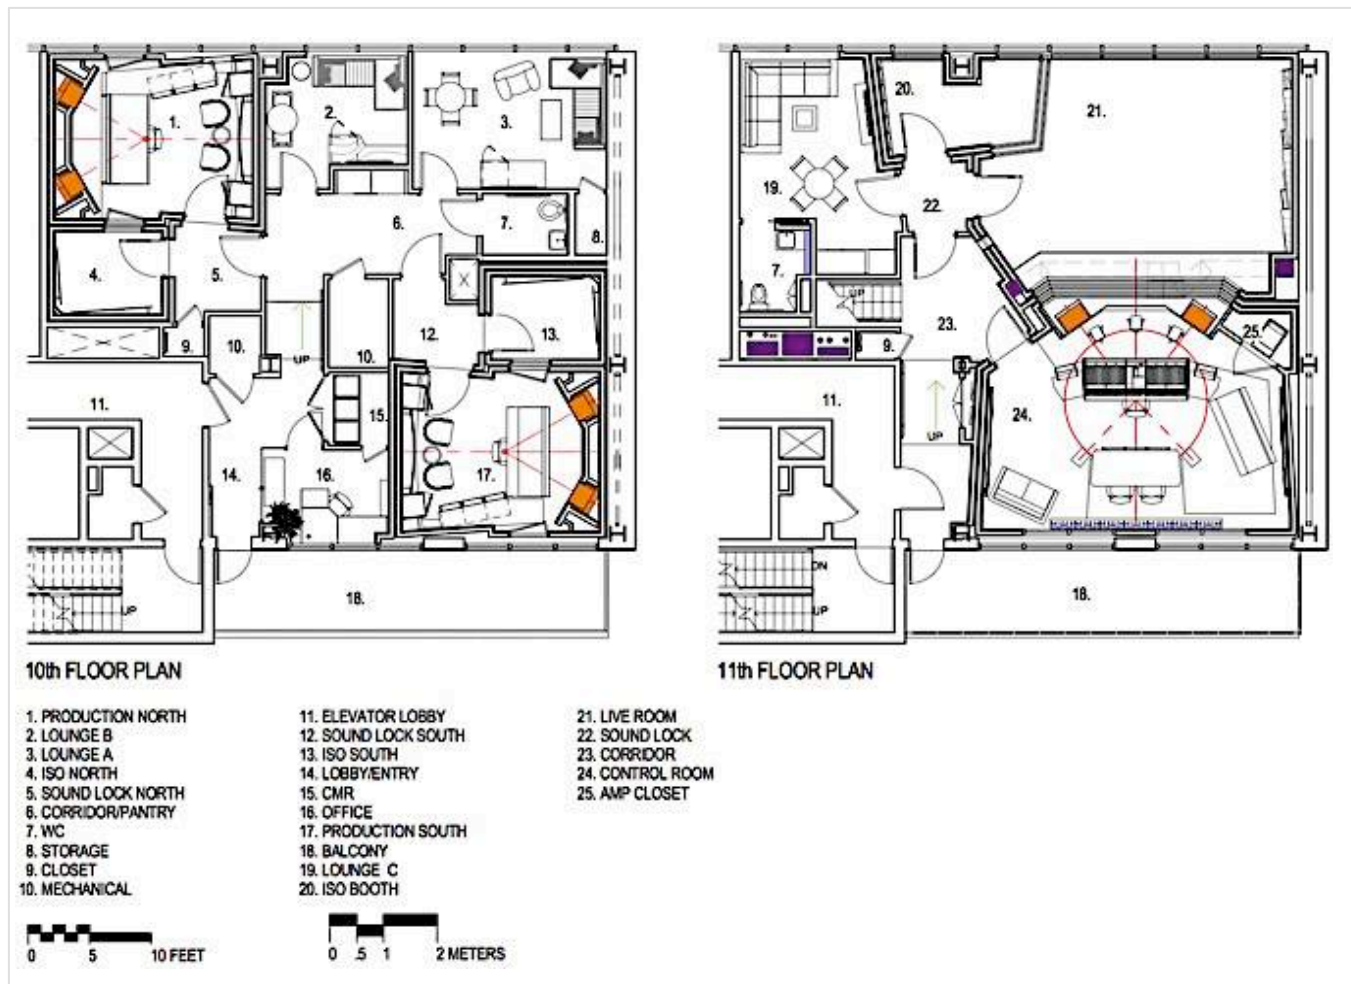 1.
2.
3.
4.
5.
6.
7.
8.
9.
10.
10.
11.
12.
13.
14.
15.
16.
17.
18.
UP
UP
20.
21.
19.
22.
7.
UP
23.
9.
25.
11.
24.
UP
DN
UP
18.
10th FLOOR PLAN
11th FLOOR PLAN
1. PRODUCTION NORTH
2. LOUNGE B
3. LOUNGE A
4. ISO NORTH
5. SOUND LOCK NORTH
6. CORRIDOR/PANTRY
7. WC
8. STORAGE
9. CLOSET
10. MECHANICAL
11. ELEVATOR LOBBY
12. SOUND LOCK SOUTH
13. ISO SOUTH
14. LOBBY/ENTRY
15. CMR
16. OFFICE
17. PRODUCTION SOUTH
18. BALCONY
19. LOUNGE C
20. ISO BOOTH
21. LIVE ROOM
22. SOUND LOCK
23. CORRIDOR
24. CONTROL ROOM
25. AMP CLOSET
0 5 10 FEET
0 .5 1 2 METERS